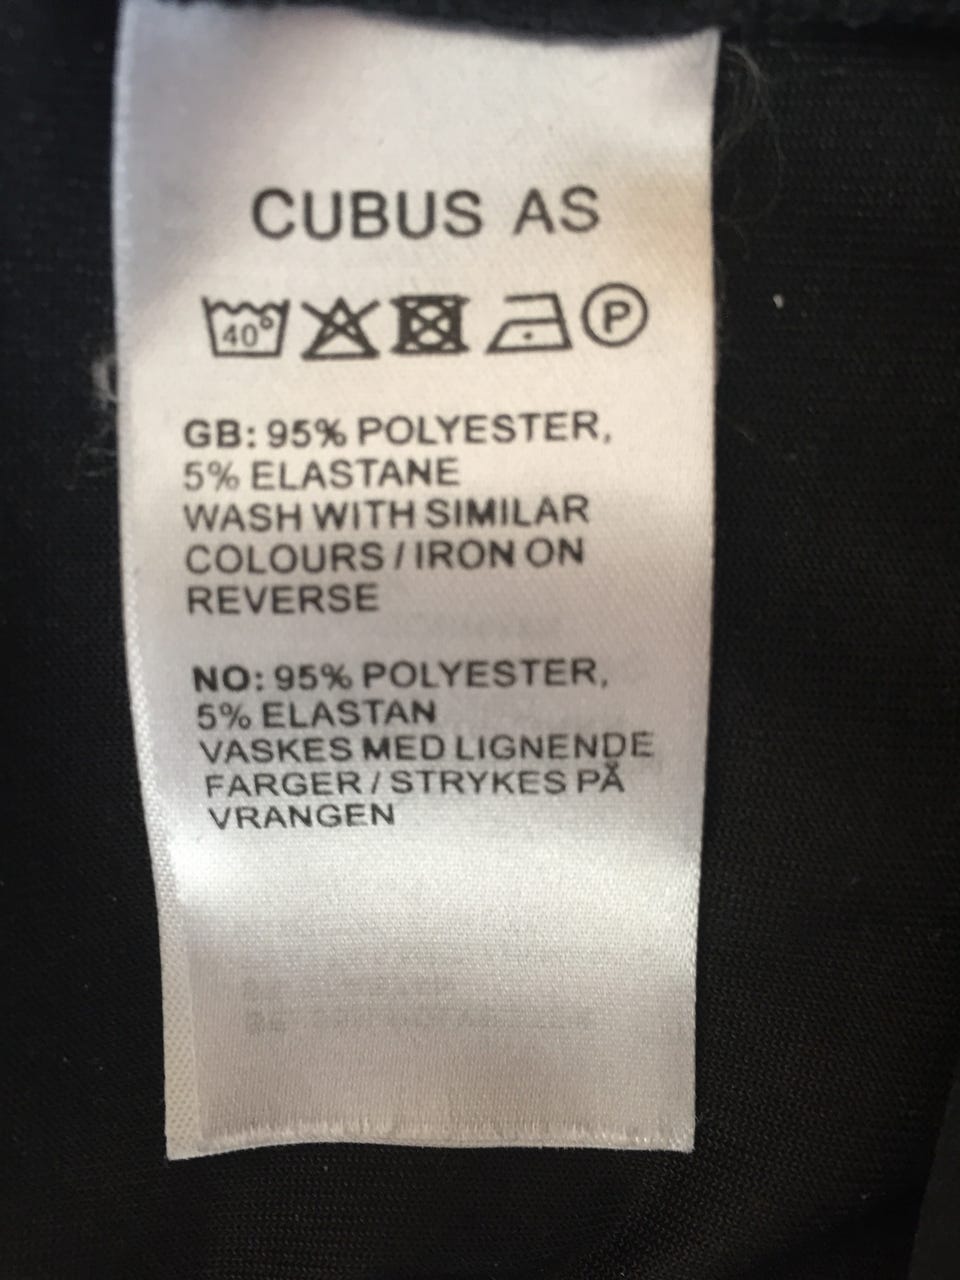 CUBUS AS
40° P
GB: 95% POLYESTER,
5% ELASTANE
WASH WITH SIMILAR
COLOURS / IRON ON
REVERSE
NO: 95% POLYESTER,
5% ELASTAN
VASKES MED LIGNENDE
FARGER / STRYKES PÅ
VRANGEN